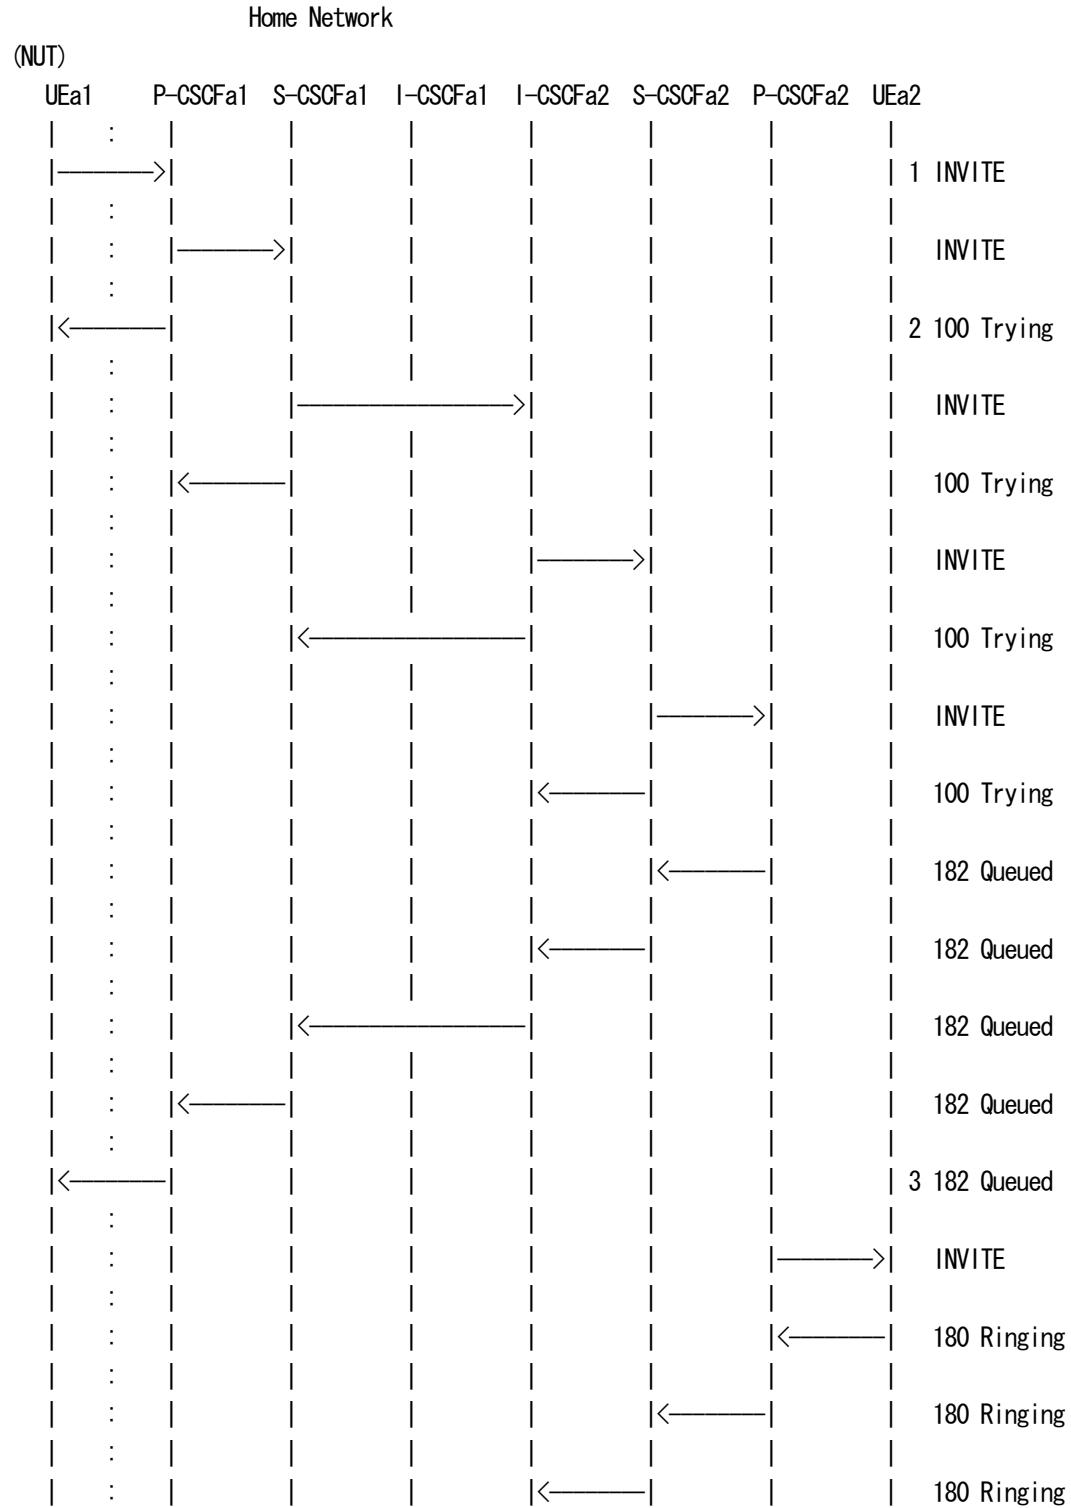 Home Network
(NUT)
UEa1 P-CSCFa1 S-CSCFa1 I-CSCFa1 I-CSCFa2 S-CSCFa2 P-CSCFa2 UEa2
1 INVITE
INVITE
2 100 Trying
INVITE
100 Trying
INVITE
100 Trying
INVITE
100 Trying
182 Queued
182 Queued
182 Queued
182 Queued
3 182 Queued
INVITE
180 Ringing
180 Ringing
180 Ringing